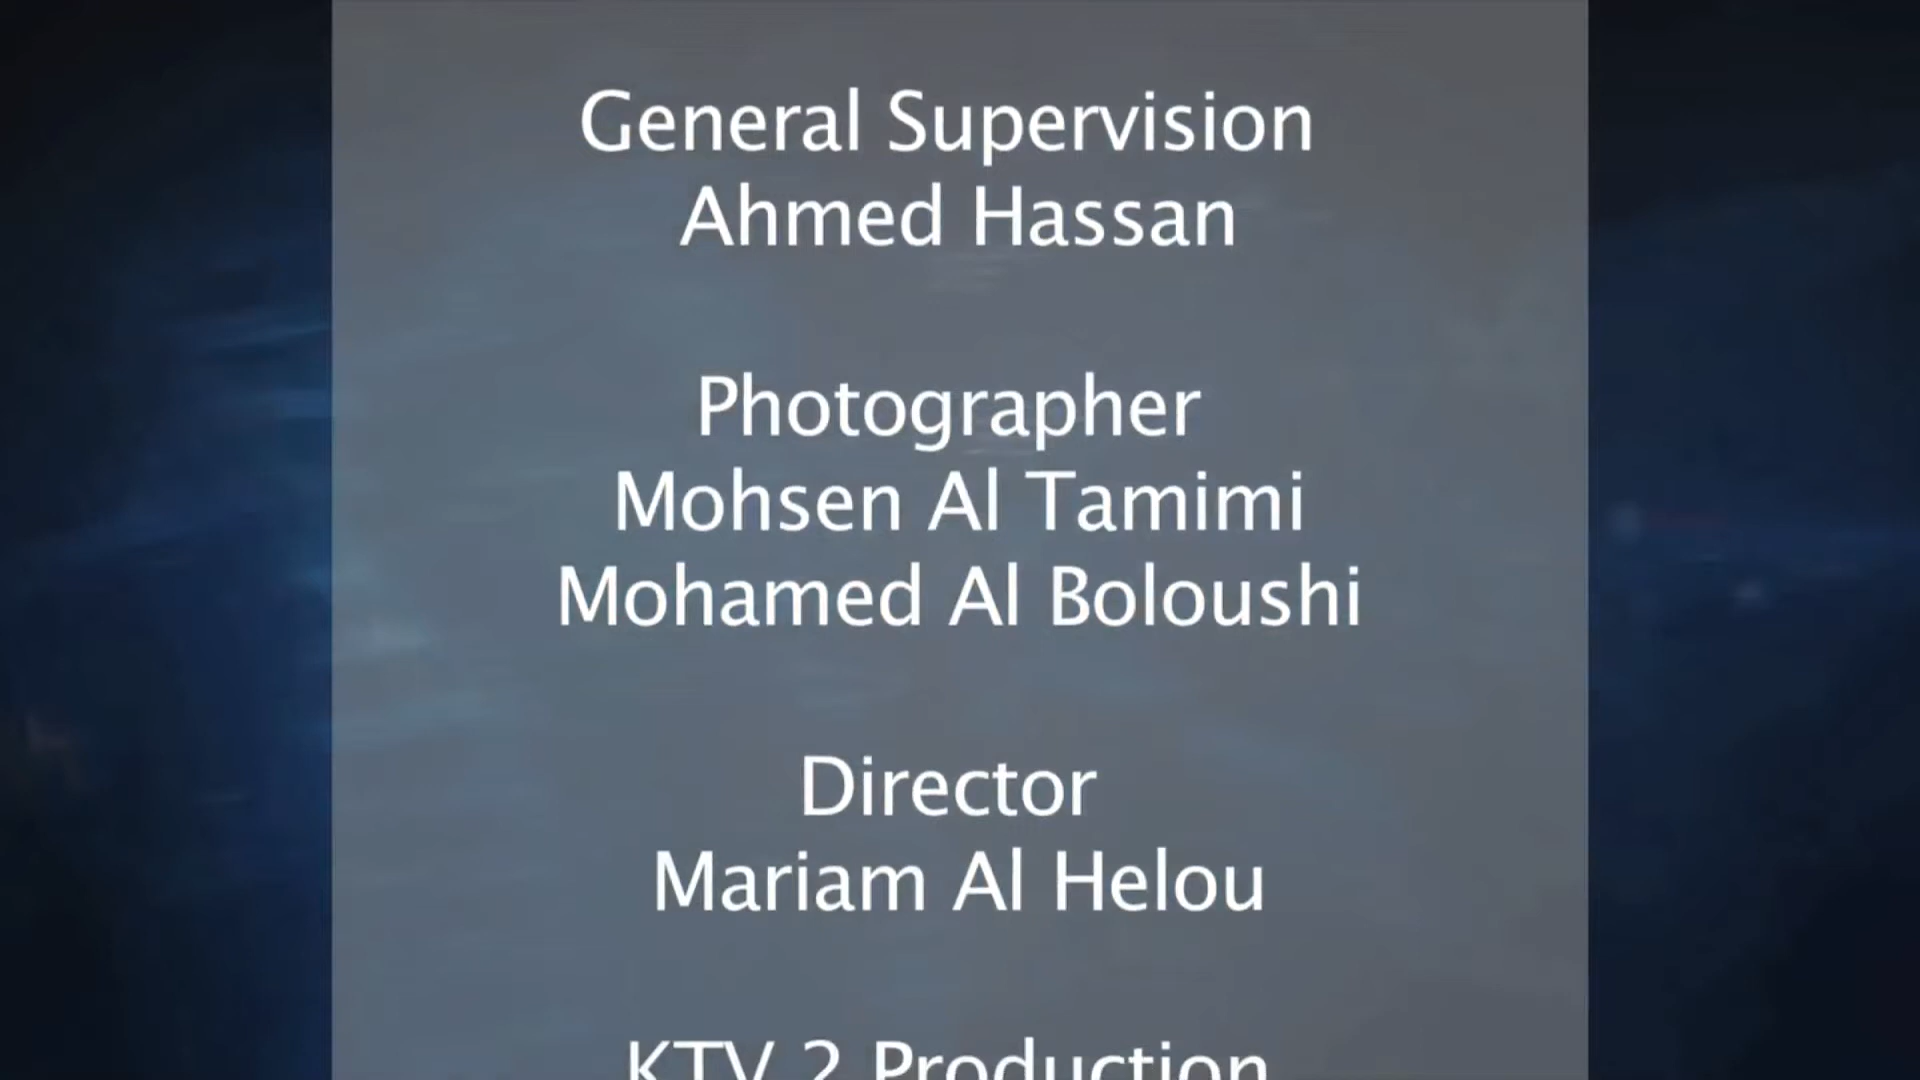 General Supervision
Ahmed Hassan
Photographer
Mohsen Al Tamimi
Mohamed Al Boloushi
Director
Mariam Al Helou
KTV 2 Production